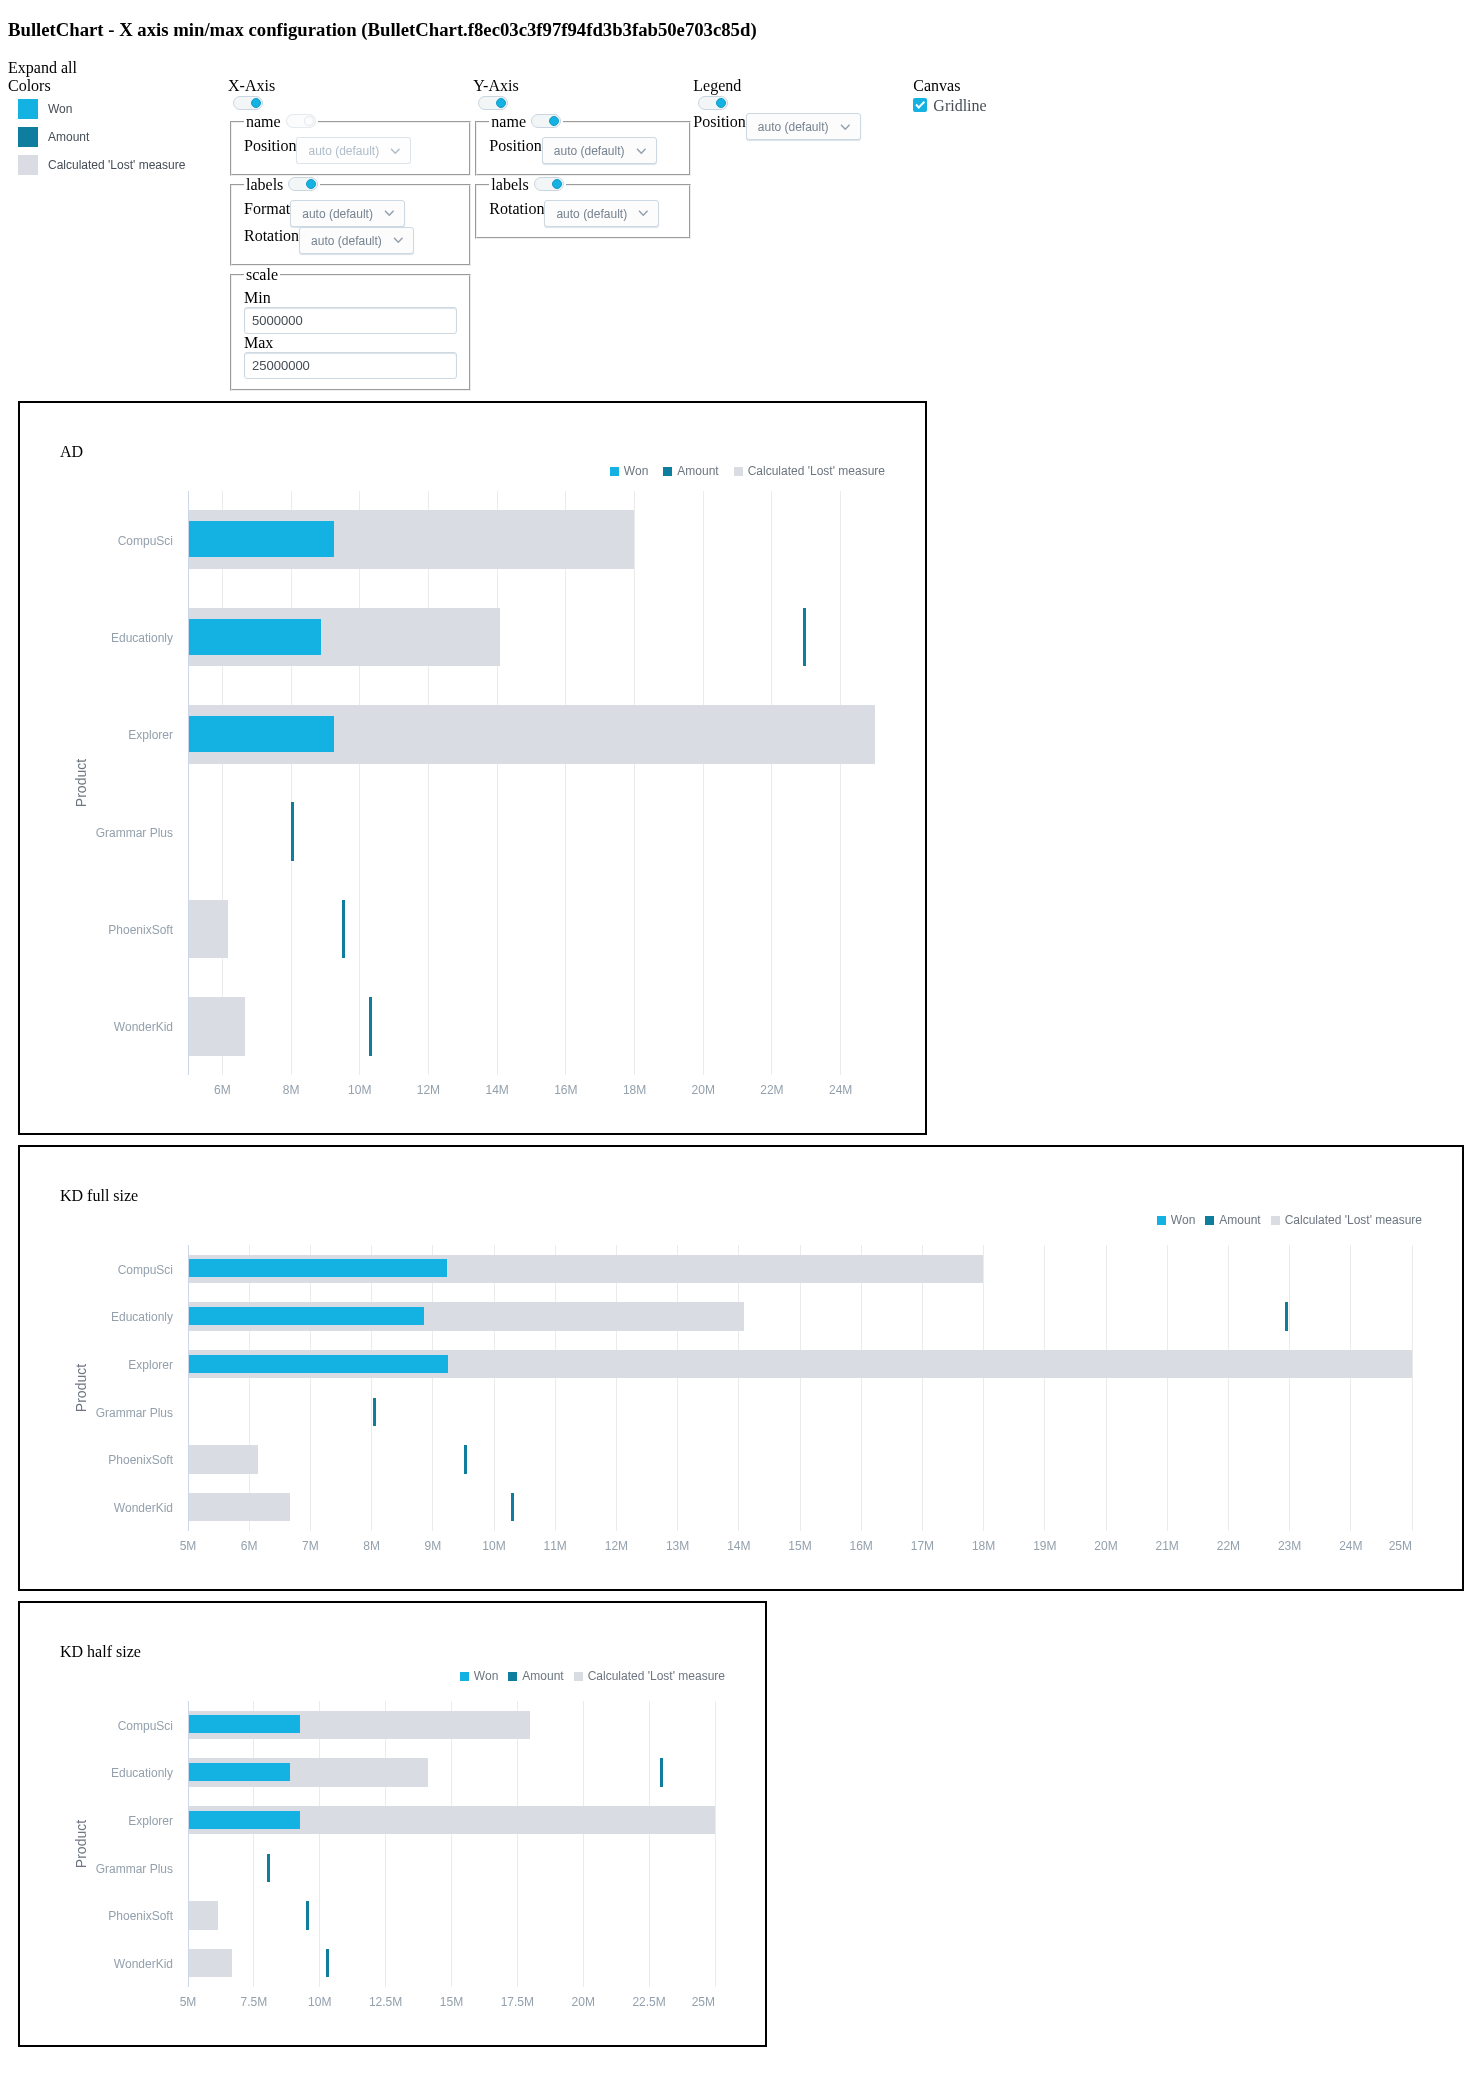 BulletChart - X axis min/max configuration (BulletChart.f8ec03c3f97f94fd3b3fab50e703c85d)
Expand all
Colors
Won
Amount
Calculated 'Lost' measure
X-Axis
name
Position auto (default)
labels
Format auto (default)
Rotation auto (default)
scale
Min
5000000
Max
25000000
Y-Axis
name
Position auto (default)
labels
Rotation auto (default)
Legend
Position auto (default)
Canvas
Gridline
AD
Won Amount Calculated 'Lost' measure
Product
CompuSci
Educationly
Explorer
Grammar Plus
PhoenixSoft
WonderKid
6M 8M 10M 12M 14M 16M 18M 20M 22M 24M
KD full size
Won Amount Calculated 'Lost' measure
Product
CompuSci
Educationly
Explorer
Grammar Plus
PhoenixSoft
WonderKid
5M 6M 7M 8M 9M 10M 11M 12M 13M 14M 15M 16M 17M 18M 19M 20M 21M 22M 23M 24M 25M
KD half size
Won Amount Calculated 'Lost' measure
Product
CompuSci
Educationly
Explorer
Grammar Plus
PhoenixSoft
WonderKid
5M 7.5M 10M 12.5M 15M 17.5M 20M 22.5M 25M